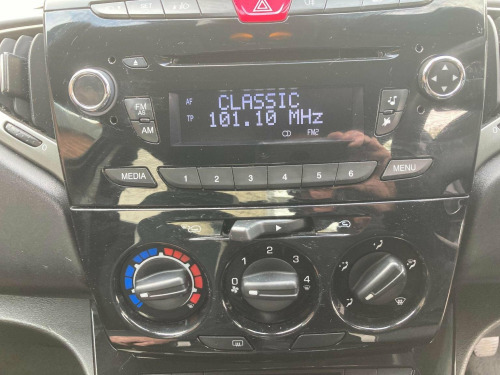 AF CLASSIC
TP 101.10 MHz
FM2
FM
AS
AM
MEDIA 1 2 3 4 5 6 MENU
0 1 2 3 4